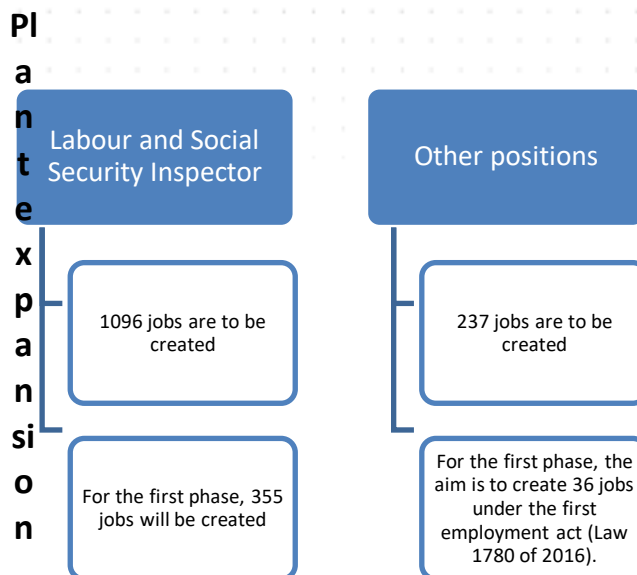 Pl
a
n
t
e
x
p
a
n
si
o
n
Labour and Social
Security Inspector
1096 jobs are to be
created
For the first phase, 355
jobs will be created
Other positions
237 jobs are to be
created
For the first phase, the
aim is to create 36 jobs
under the first
employment act (Law
1780 of 2016).